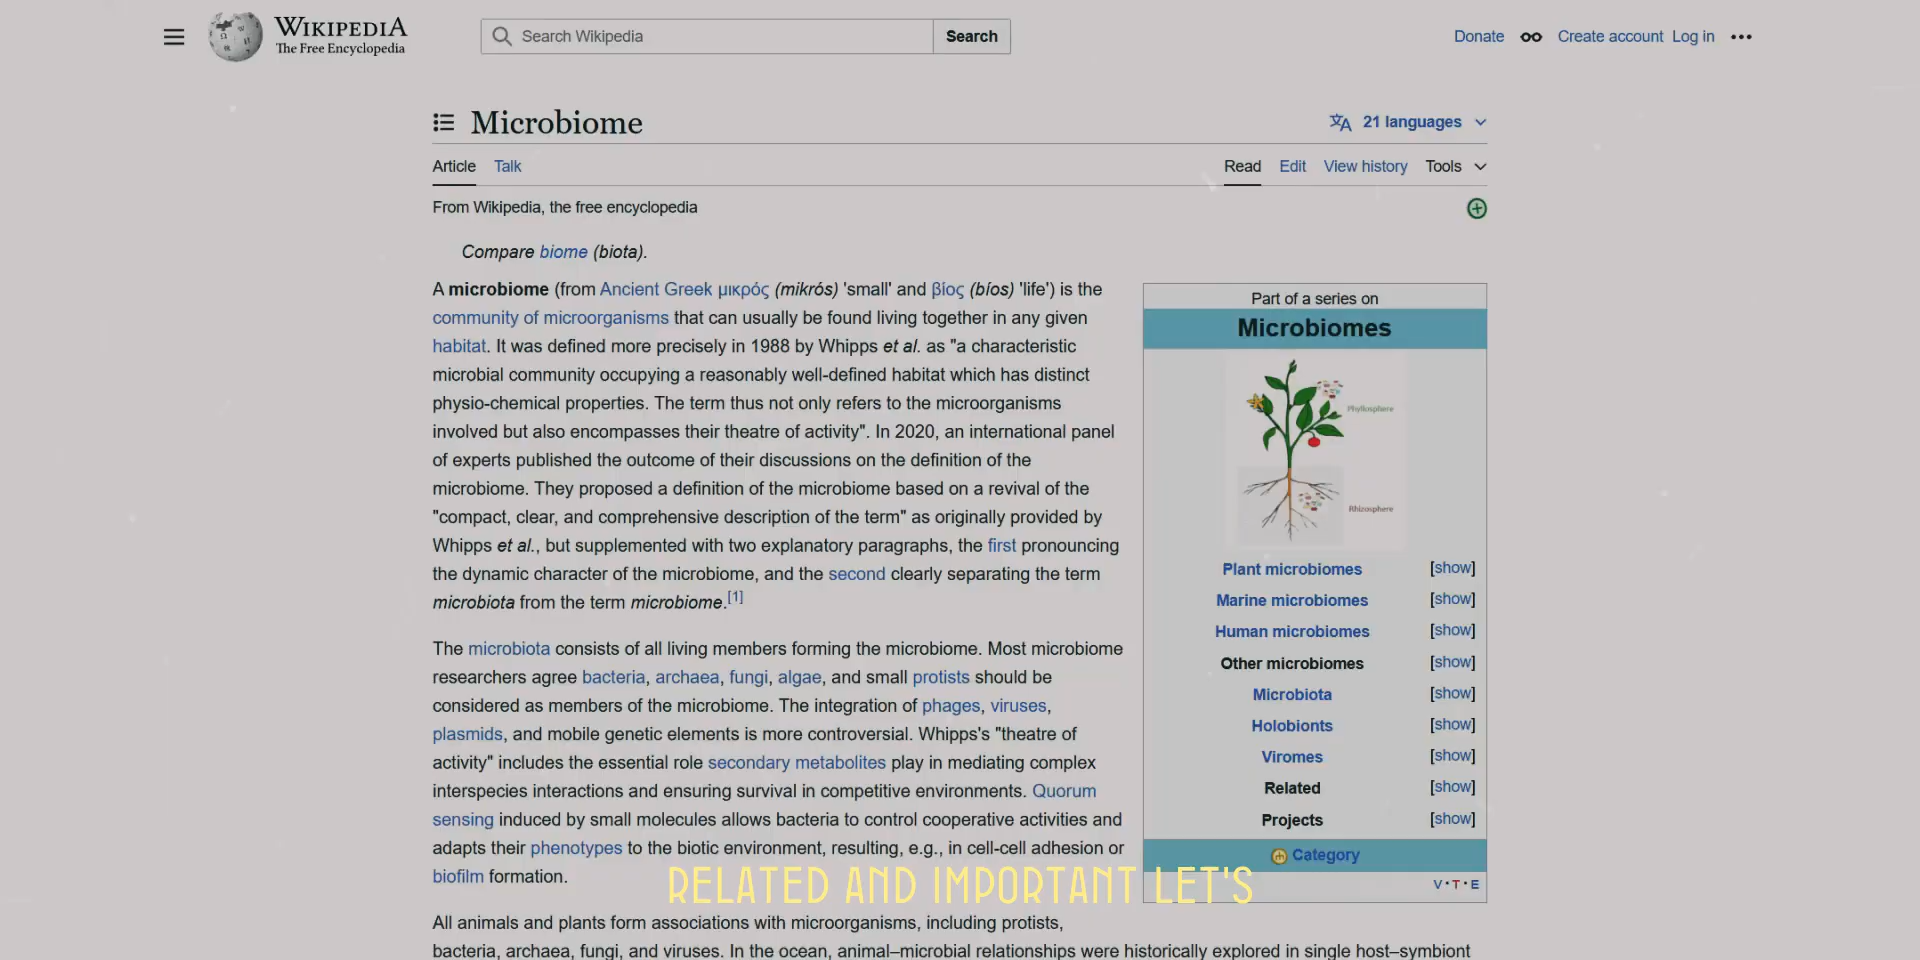 WIKIPEDIA
The Free Encyclopedia
Search Wikipedia
Search
Donate
Create account
Log in
Microbiome
21 languages
Article
Talk
Read
Edit
View history
Tools
From Wikipedia, the free encyclopedia
Compare biome (biota).
A microbiome (from Ancient Greek μικρός (mikrós) 'small' and βίος (bíos) 'life') is the
community of microorganisms that can usually be found living together in any given
habitat. It was defined more precisely in 1988 by Whipps et al. as "a characteristic
microbial community occupying a reasonably well-defined habitat which has distinct
physio-chemical properties. The term thus not only refers to the microorganisms
involved but also encompasses their theatre of activity". In 2020, an international panel
of experts published the outcome of their discussions on the definition of the
microbiome. They proposed a definition of the microbiome based on a revival of the
"compact, clear, and comprehensive description of the term" as originally provided by
Whipps et al., but supplemented with two explanatory paragraphs, the first pronouncing
the dynamic character of the microbiome, and the second clearly separating the term
microbiota from the term microbiome.[1]
The microbiota consists of all living members forming the microbiome. Most microbiome
researchers agree bacteria, archaea, fungi, algae, and small protists should be
considered as members of the microbiome. The integration of phages, viruses,
plasmids, and mobile genetic elements is more controversial. Whipps's "theatre of
activity" includes the essential role secondary metabolites play in mediating complex
interspecies interactions and ensuring survival in competitive environments. Quorum
sensing induced by small molecules allows bacteria to control cooperative activities and
adapts their phenotypes to the biotic environment, resulting, e.g., in cell-cell adhesion or
biofilm formation.
All animals and plants form associations with microorganisms, including protists,
bacteria, archaea, fungi, and viruses. In the ocean, animal–microbial relationships were historically explored in single host–symbiont
Part of a series on
Microbiomes
Phyllosphere
Rhizosphere
Plant microbiomes [show]
Marine microbiomes [show]
Human microbiomes [show]
Other microbiomes [show]
Microbiota [show]
Holobionts [show]
Viromes [show]
Related [show]
Projects [show]
Category
V·T·E
RELATED AND IMPORTANT LET'S